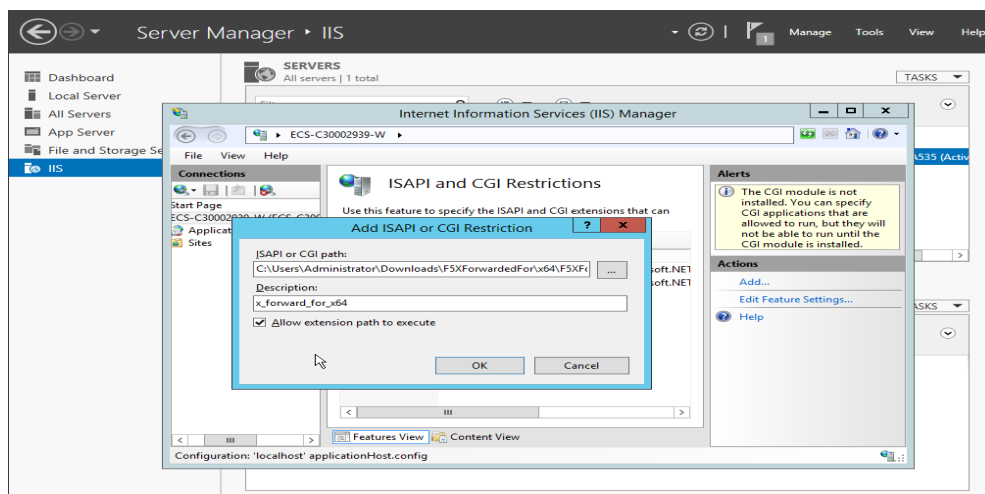 Server Manager ‣ IIS
1
Manage Tools View Help
Dashboard
Local Server
All Servers
App Server
File and Storage Se
IIS
SERVERS
All servers | 1 total
TASKS
Internet Information Services (IIS) Manager
ECS-C30002939-W
File View Help
Connections
Start Page
Applicat
Sites
ISAPI and CGI Restrictions
Use this feature to specify the ISAPI and CGI extensions that can
soft.NET
soft.NET
Add ISAPI or CGI Restriction
? x
ISAPI or CGI path:
C:\Users\Administrator\Downloads\F5XForwardedFor\x64\F5XF
...
Description:
x_forward_for_x64
Allow extension path to execute
OK Cancel
Features View Content View
Configuration: 'localhost' applicationHost.config
Alerts
The CGI module is not
installed. You can specify
CGI applications that are
allowed to run, but they will
not be able to run until the
CGI module is installed.
Actions
Add...
Edit Feature Settings...
Help
\535 (Activ
ASKS